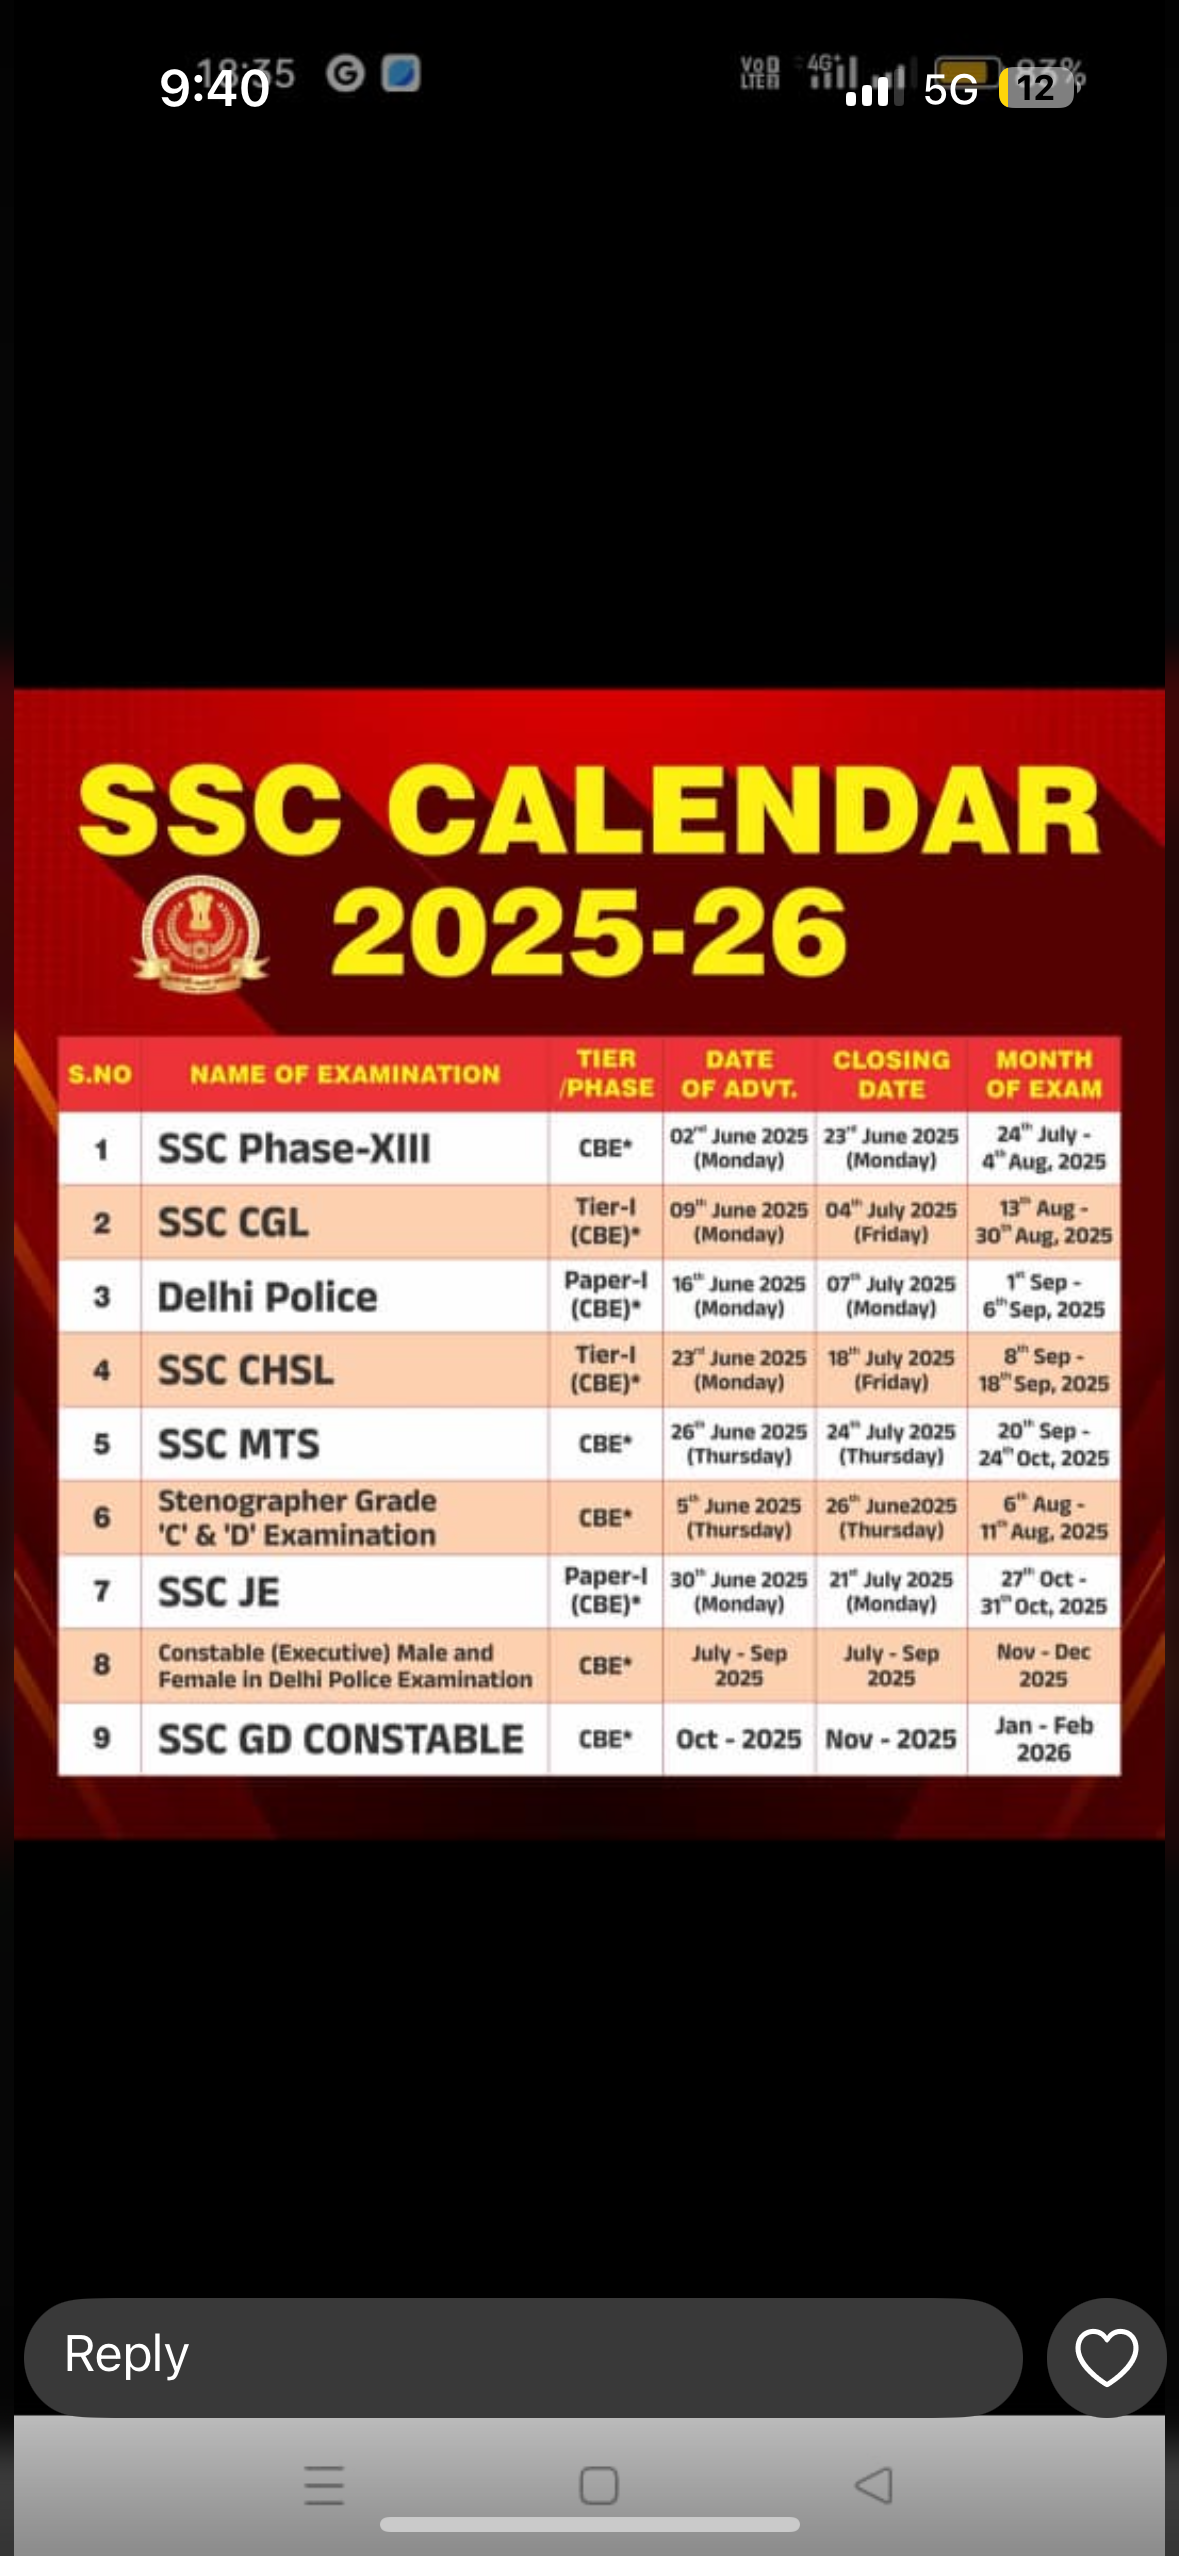 9:40
18:35
Vo
LTE
4G+
5G
12
83%
SSC CALENDAR
2025-26
S.NO NAME OF EXAMINATION TIER /PHASE DATE OF ADVT. CLOSING DATE MONTH OF EXAM
1 SSC Phase-XIII CBE* 02nd June 2025 (Monday) 23rd June 2025 (Monday) 24th July - 4th Aug, 2025
2 SSC CGL Tier-I (CBE)* 09th June 2025 (Monday) 04th July 2025 (Friday) 13th Aug - 30th Aug, 2025
3 Delhi Police Paper-I (CBE)* 16th June 2025 (Monday) 07th July 2025 (Monday) 1st Sep - 6th Sep, 2025
4 SSC CHSL Tier-I (CBE)* 23rd June 2025 (Monday) 18th July 2025 (Friday) 8th Sep - 18th Sep, 2025
5 SSC MTS CBE* 26th June 2025 (Thursday) 24th July 2025 (Thursday) 20th Sep - 24th Oct, 2025
6 Stenographer Grade 'C' & 'D' Examination CBE* 5th June 2025 (Thursday) 26th June2025 (Thursday) 6th Aug - 11th Aug, 2025
7 SSC JE Paper-I (CBE)* 30th June 2025 (Monday) 21st July 2025 (Monday) 27th Oct - 31th Oct, 2025
8 Constable (Executive) Male and Female in Delhi Police Examination CBE* July - Sep 2025 July - Sep 2025 Nov - Dec 2025
9 SSC GD CONSTABLE CBE* Oct - 2025 Nov - 2025 Jan - Feb 2026
Reply